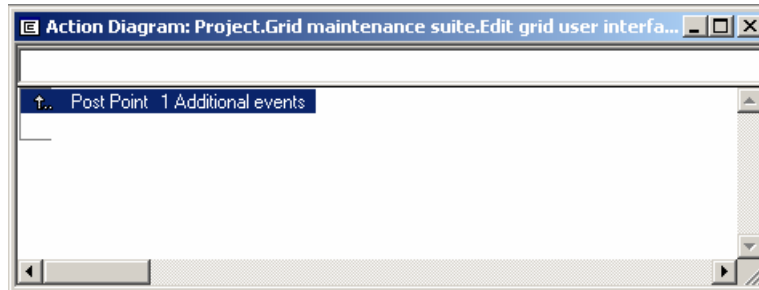 Action Diagram: Project.Grid maintenance suite.Edit grid user interfa...
Post Point 1 Additional events